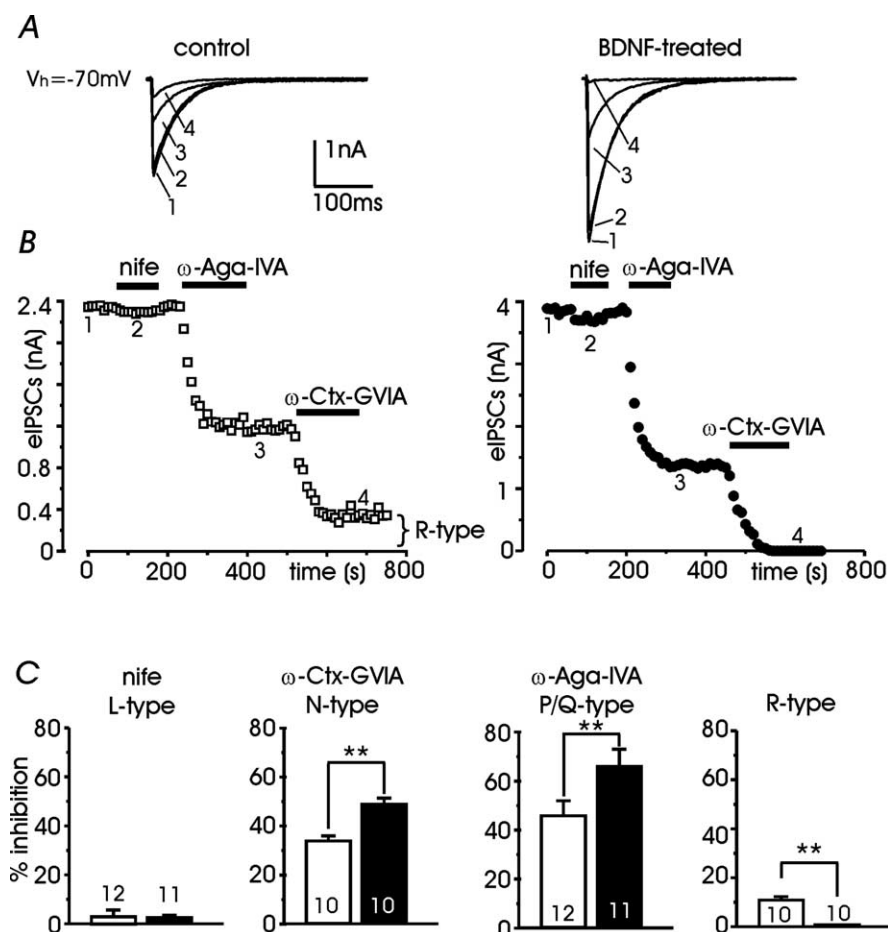 A
control
BDNF-treated
Vh=-70mV
4
3
2
1
1nA
100ms
4
3
2
1
B
nife ω-Aga-IVA
ω-Ctx-GVIA
eIPSCs (nA)
2.4
0.8
0.4
0
1
2
3
4
R-type
0 200 400 time (s) 800
nife ω-Aga-IVA
ω-Ctx-GVIA
eIPSCs (nA)
4
1
0
1
2
3
4
0 200 400 time (s) 800
C
nife
L-type
% inhibition
80
60
40
20
0
12 11
ω-Ctx-GVIA
N-type
80
60
40
20
0
**
10 10
ω-Aga-IVA
P/Q-type
80
60
40
20
0
**
12 11
R-type
80
60
40
20
0
**
10 10